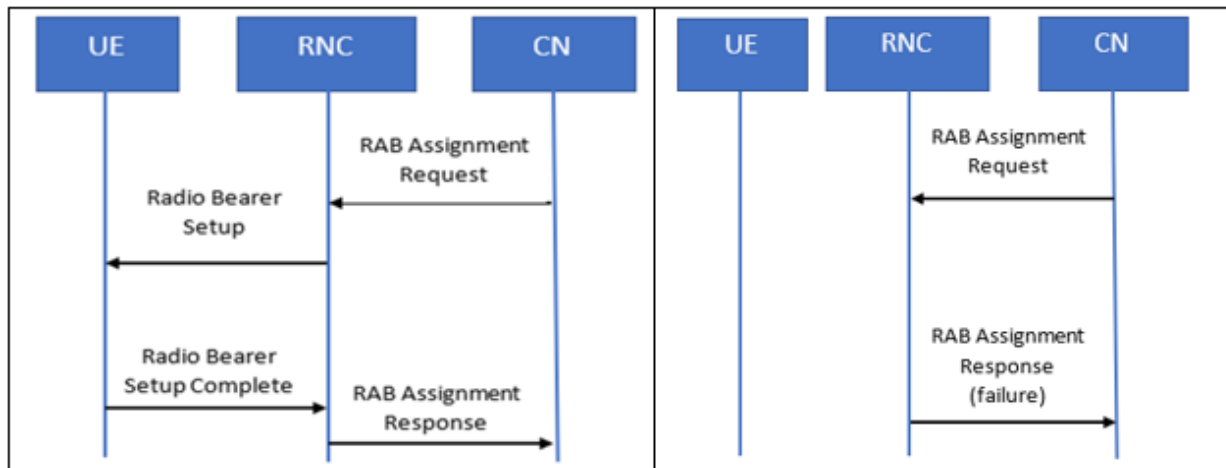 UE
RNC
CN
RAB Assignment
Request
Radio Bearer
Setup
Radio Bearer
Setup Complete
RAB Assignment
Response
UE
RNC
CN
RAB Assignment
Request
RAB Assignment
Response
(failure)